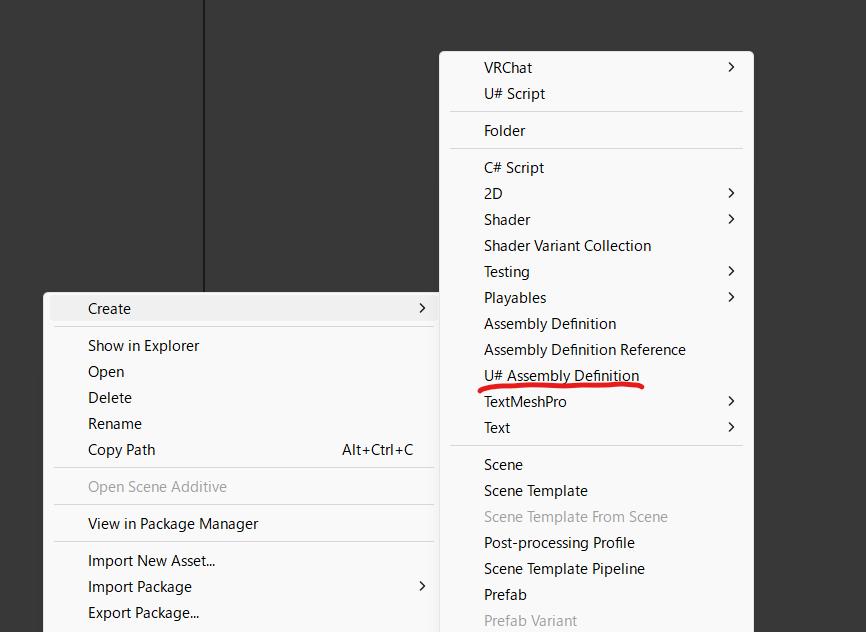 VRChat
U# Script
Folder
C# Script
2D
Shader
Shader Variant Collection
Testing
Playables
Assembly Definition
Assembly Definition Reference
U# Assembly Definition
TextMeshPro
Text
Scene
Scene Template
Scene Template From Scene
Post-processing Profile
Scene Template Pipeline
Prefab
Prefab Variant
Create
Show in Explorer
Open
Delete
Rename
Copy Path Alt+Ctrl+C
Open Scene Additive
View in Package Manager
Import New Asset...
Import Package
Export Package...